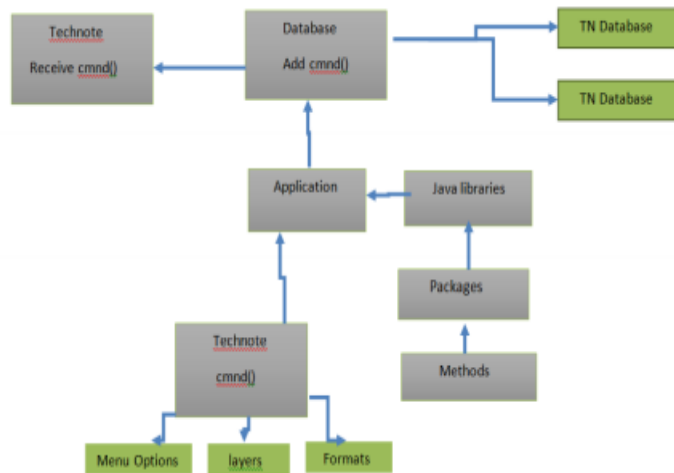 Technote
Receive cmnd()
Database
Add cmnd()
TN Database
TN Database
Application
Java libraries
Packages
Methods
Technote
cmnd()
Menu Options
layers
Formats